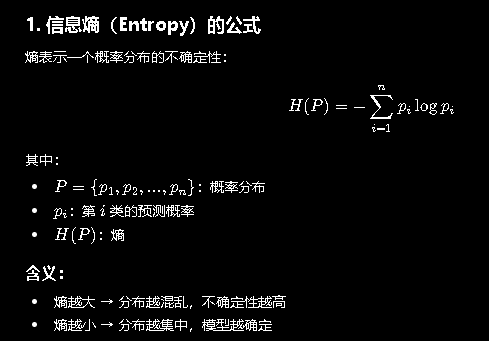 1. 信息熵（Entropy）的公式
熵表示一个概率分布的不确定性：
H(P) = −∑_{i=1}^{n} p_i log p_i
其中：
• P = {p_1, p_2, ..., p_n}：概率分布
• p_i：第 i 类的预测概率
• H(P)：熵
含义：
• 熵越大 → 分布越混乱，不确定性越高
• 熵越小 → 分布越集中，模型越确定